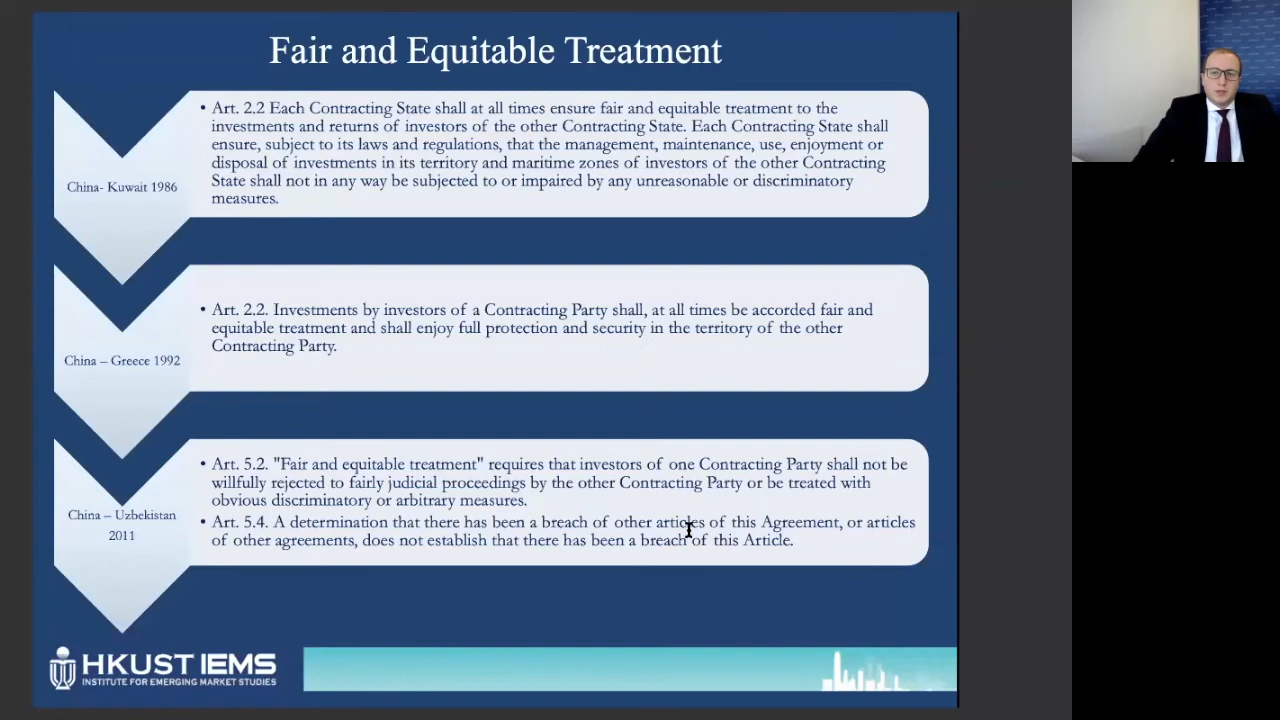 Fair and Equitable Treatment
China- Kuwait 1986
• Art. 2.2 Each Contracting State shall at all times ensure fair and equitable treatment to the
investments and returns of investors of the other Contracting State. Each Contracting State shall
ensure, subject to its laws and regulations, that the management, maintenance, use, enjoyment or
disposal of investments in its territory and maritime zones of investors of the other Contracting
State shall not in any way be subjected to or impaired by any unreasonable or discriminatory
measures.
China – Greece 1992
• Art. 2.2. Investments by investors of a Contracting Party shall, at all times be accorded fair and
equitable treatment and shall enjoy full protection and security in the territory of the other
Contracting Party.
China – Uzbekistan
2011
• Art. 5.2. "Fair and equitable treatment" requires that investors of one Contracting Party shall not be
willfully rejected to fairly judicial proceedings by the other Contracting Party or be treated with
obvious discriminatory or arbitrary measures.
• Art. 5.4. A determination that there has been a breach of other articles of this Agreement, or articles
of other agreements, does not establish that there has been a breach of this Article.
HKUST IEMS
INSTITUTE FOR EMERGING MARKET STUDIES